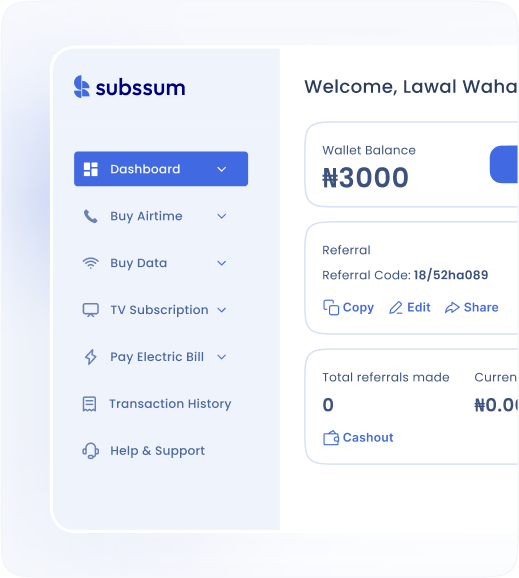 subssum
Dashboard
Buy Airtime
Buy Data
TV Subscription
Pay Electric Bill
Transaction History
Help & Support
Welcome, Lawal Waha
Wallet Balance
₦3000
Referral
Referral Code: 18/52ha089
Copy Edit Share
Total referrals made Curren
0 ₦0.00
Cashout